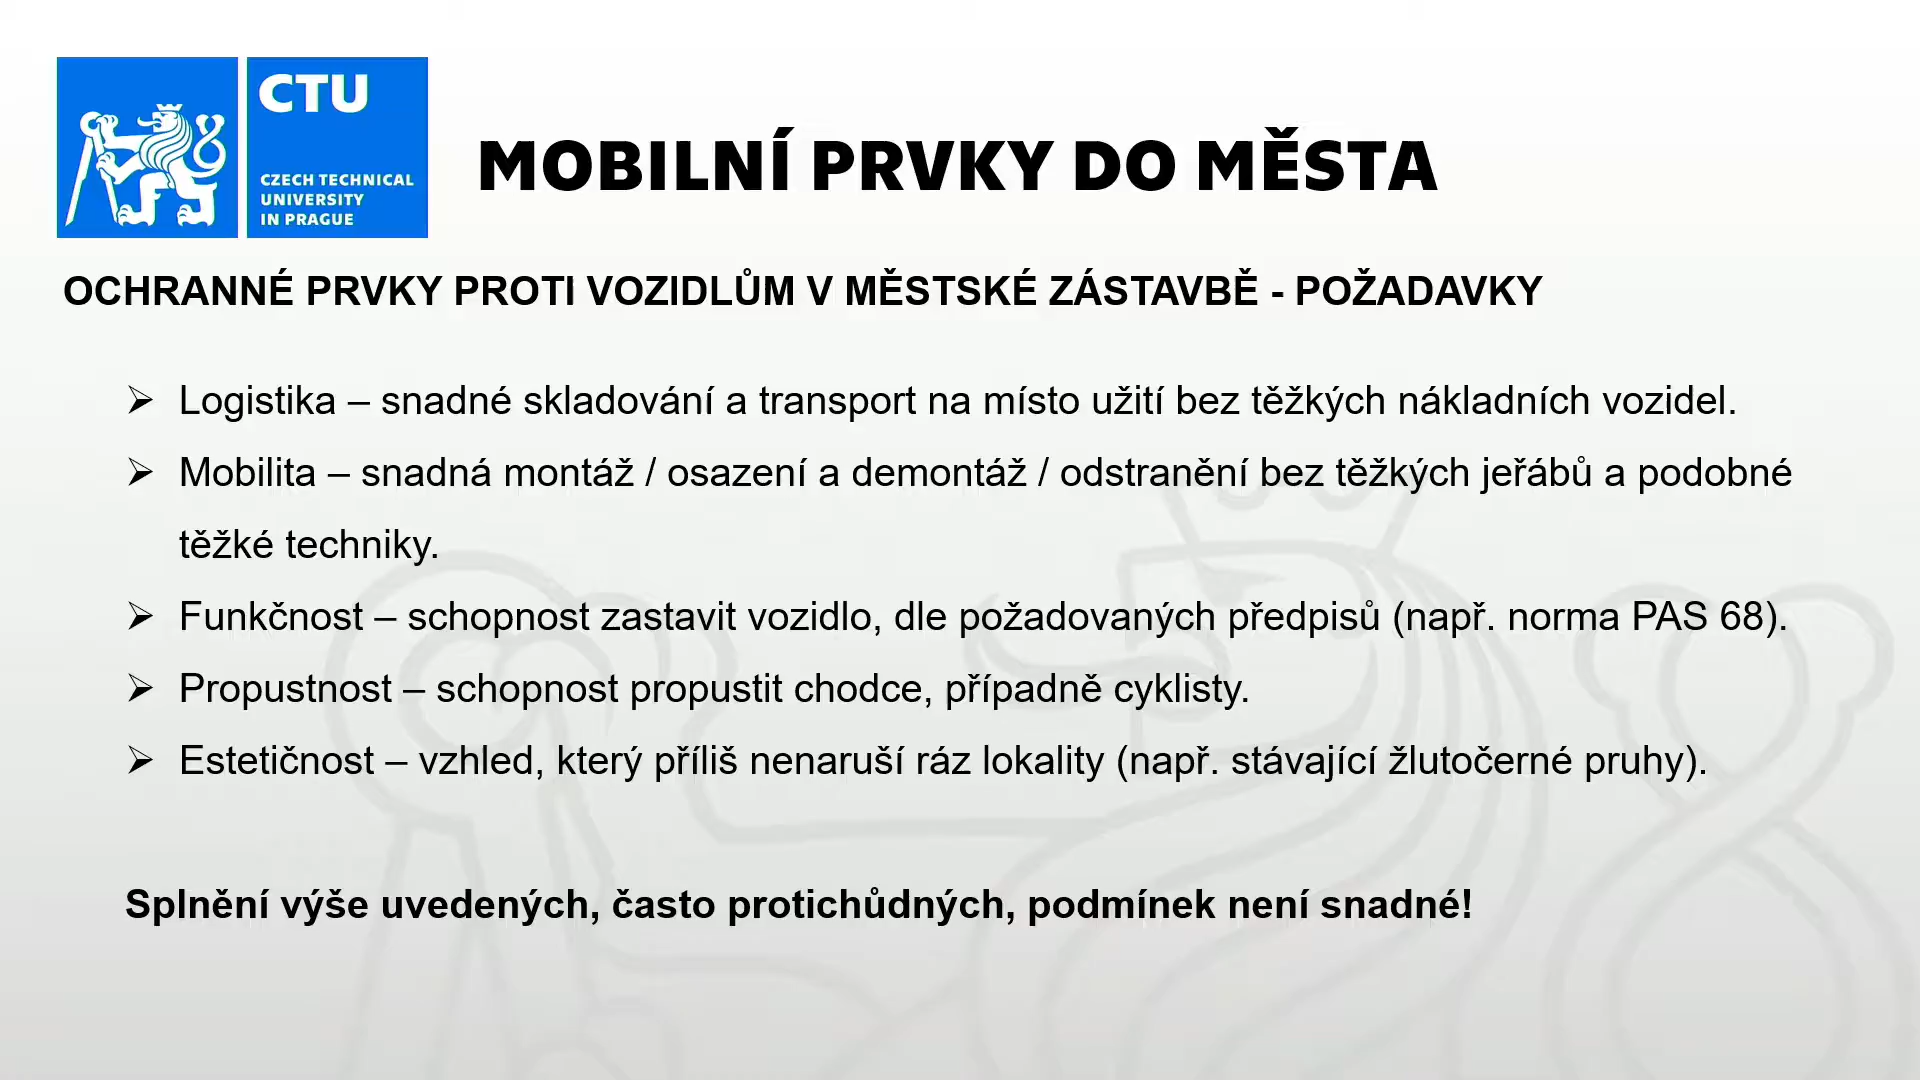 CTU
CZECH TECHNICAL
UNIVERSITY
IN PRAGUE
MOBILNÍ PRVKY DO MĚSTA
OCHRANNÉ PRVKY PROTI VOZIDLŮM V MĚSTSKÉ ZÁSTAVBĚ - POŽADAVKY
➢ Logistika – snadné skladování a transport na místo užití bez těžkých nákladních vozidel.
➢ Mobilita – snadná montáž / osazení a demontáž / odstranění bez těžkých jeřábů a podobné
těžké techniky.
➢ Funkčnost – schopnost zastavit vozidlo, dle požadovaných předpisů (např. norma PAS 68).
➢ Propustnost – schopnost propustit chodce, případně cyklisty.
➢ Estetičnost – vzhled, který příliš nenaruší ráz lokality (např. stávající žlutočerné pruhy).
Splnění výše uvedených, často protichůdných, podmínek není snadné!